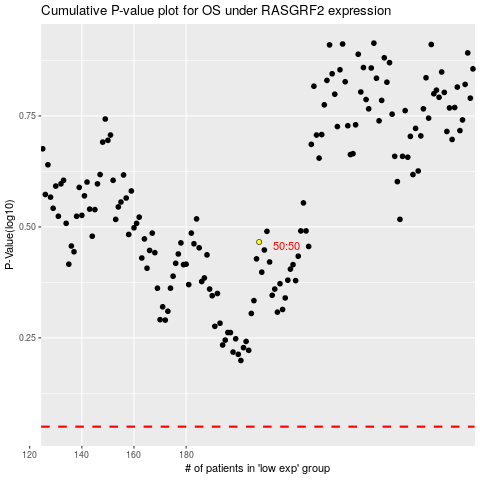 Cumulative P-value plot for OS under RASGRF2 expression
P-Value(log10)
0.75
0.50
0.25
50:50
120 140 160 180
# of patients in 'low exp' group